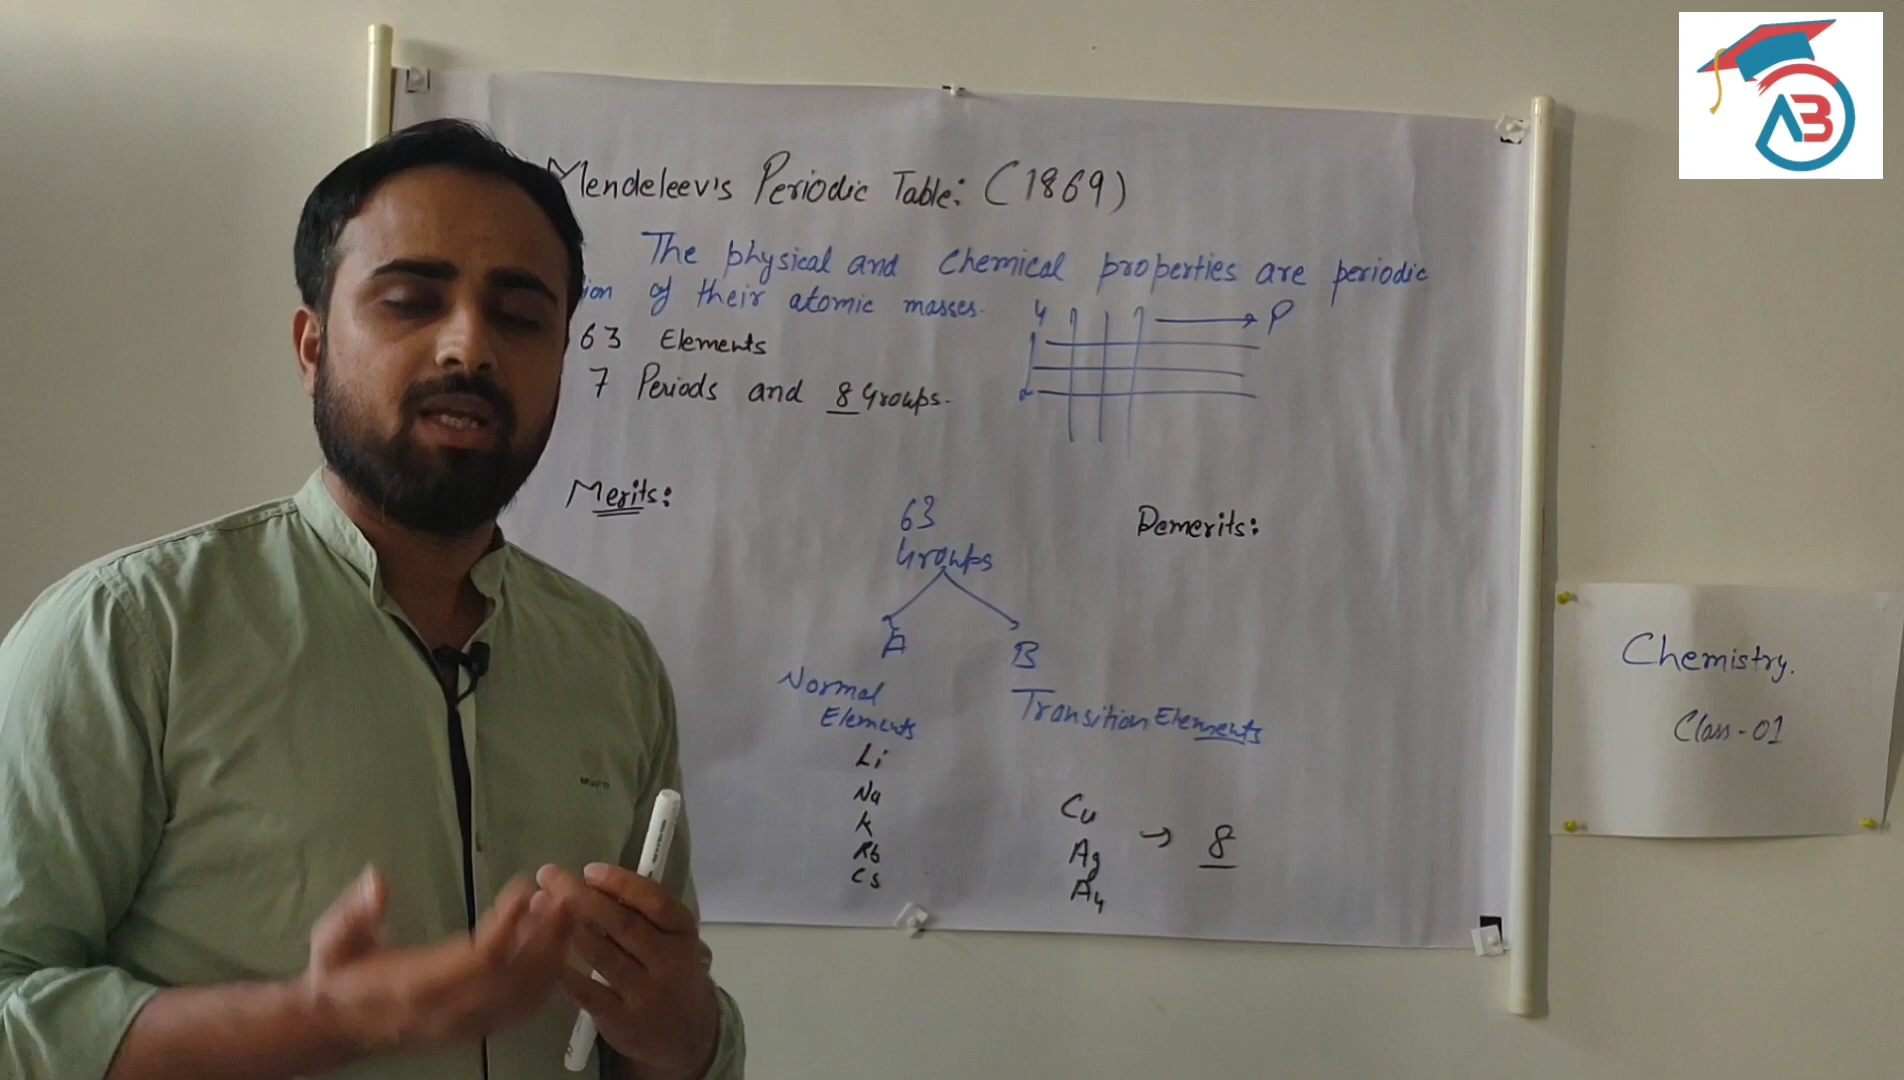 AB
Mendeleev's Periodic Table: (1869)
The physical and chemical properties are periodic
ion of their atomic masses.
63 Elements
7 Periods and 8 Groups.
P
Merits:
Demerits:
63
Groups
A
B
Normal
Elements
Transition Elements
Li
Na
K
Rb
Cs
Cu
Ag
Au
→ 8
Chemistry.
Class-01